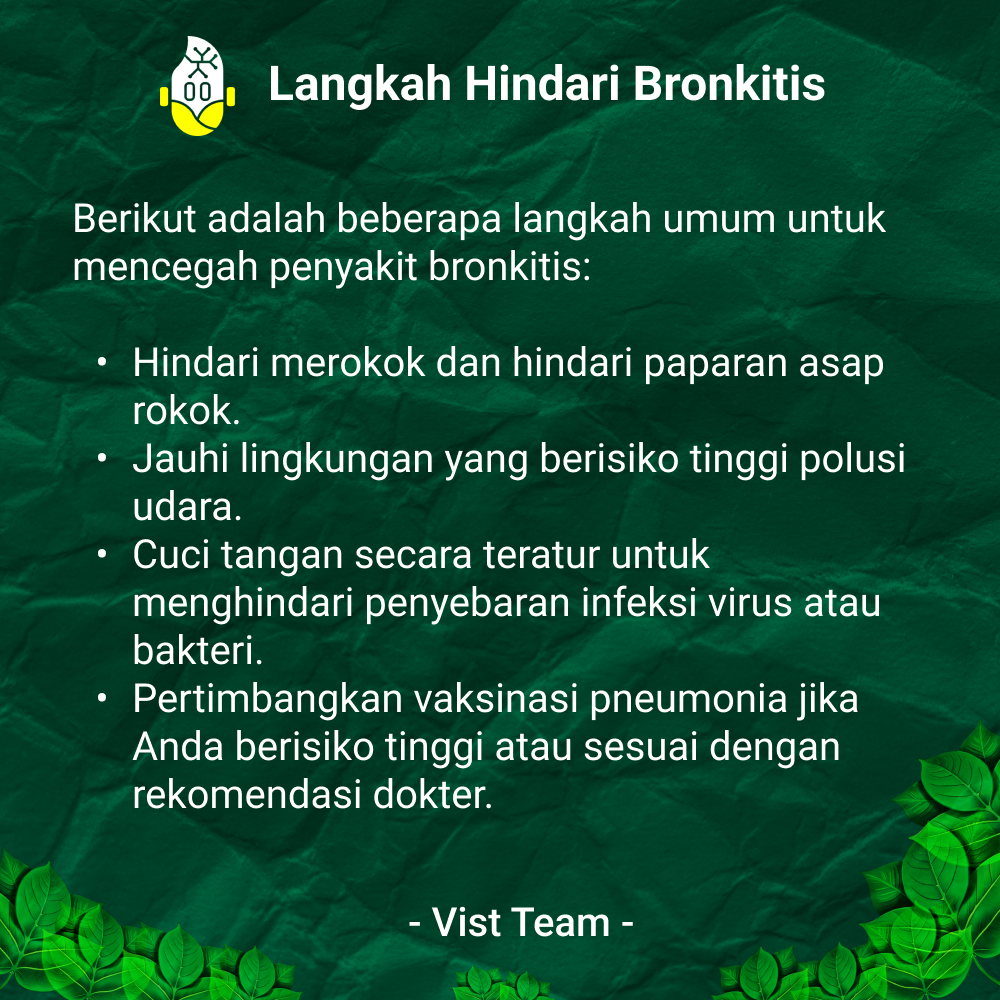 Langkah Hindari Bronkitis
Berikut adalah beberapa langkah umum untuk
mencegah penyakit bronkitis:
• Hindari merokok dan hindari paparan asap
rokok.
• Jauhi lingkungan yang berisiko tinggi polusi
udara.
• Cuci tangan secara teratur untuk
menghindari penyebaran infeksi virus atau
bakteri.
• Pertimbangkan vaksinasi pneumonia jika
Anda berisiko tinggi atau sesuai dengan
rekomendasi dokter.
- Vist Team -